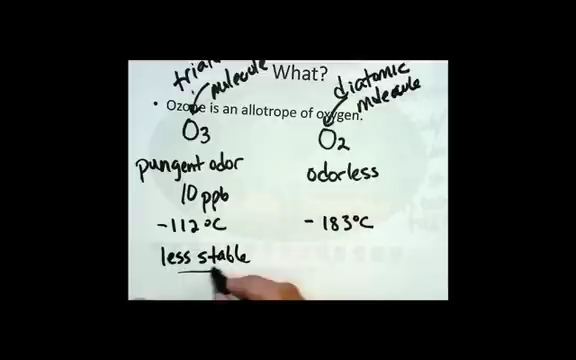 What?
molecule
diatomic
molecule
• Ozone is an allotrope of oxygen.
O3 O2
pungent odor odorless
10 ppb
-112°C -183°C
less stable